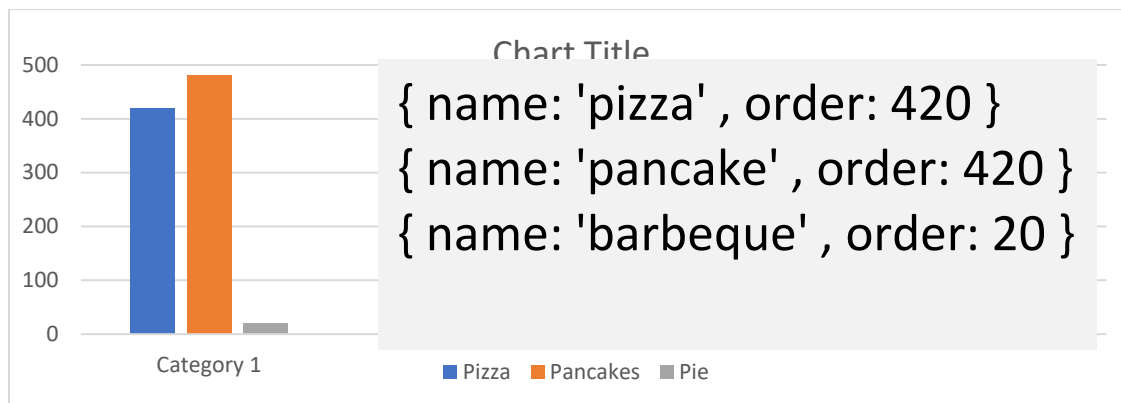 Chart Title
500
400
300
200
100
0
{ name: 'pizza' , order: 420 }
{ name: 'pancake' , order: 420 }
{ name: 'barbeque' , order: 20 }
Category 1
Pizza Pancakes Pie